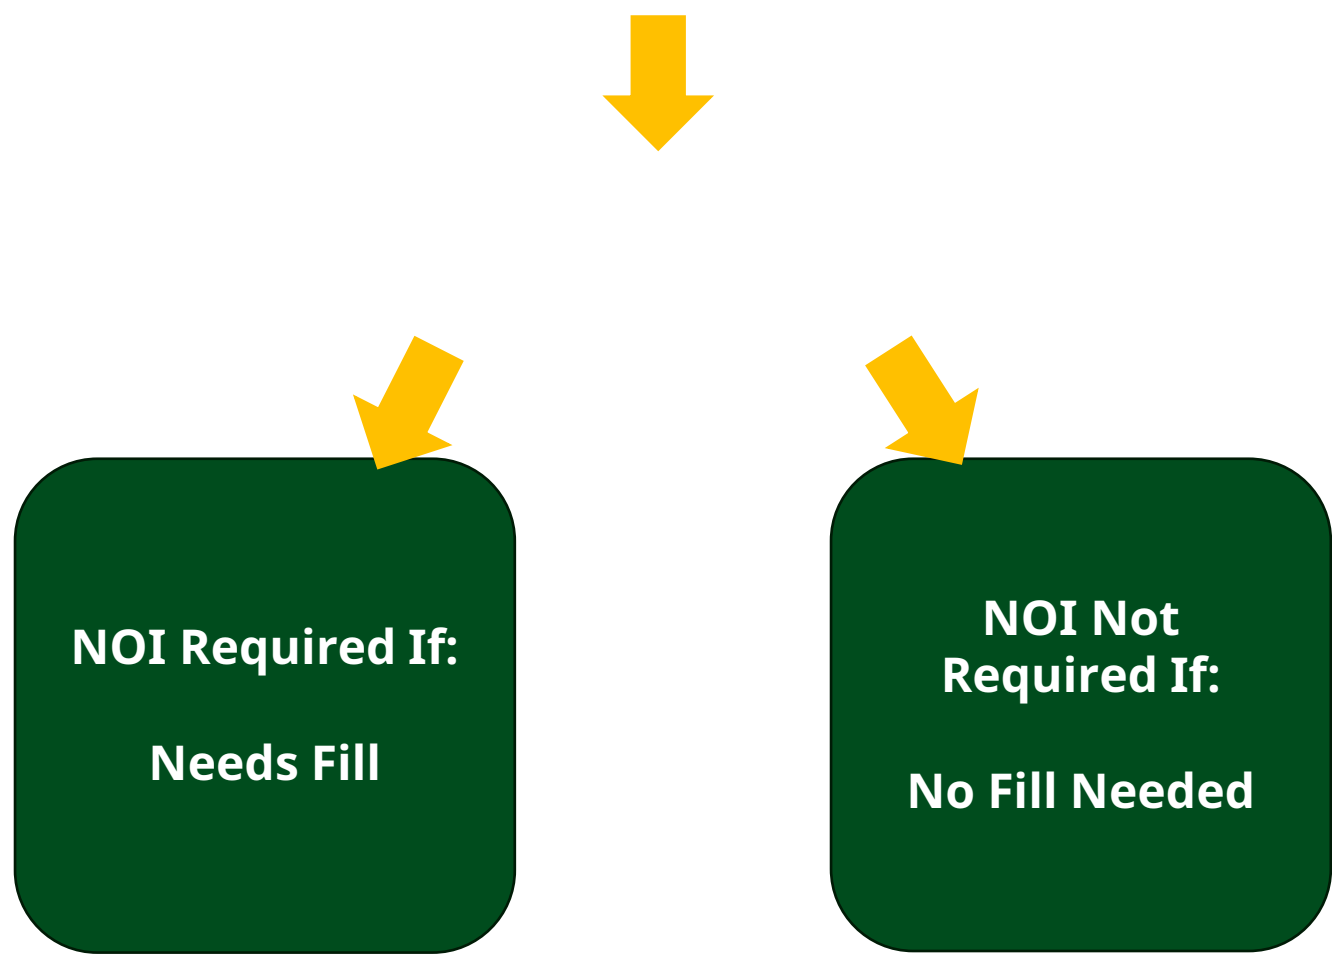 NOI Required If:
Needs Fill
NOI Not
Required If:
No Fill Needed